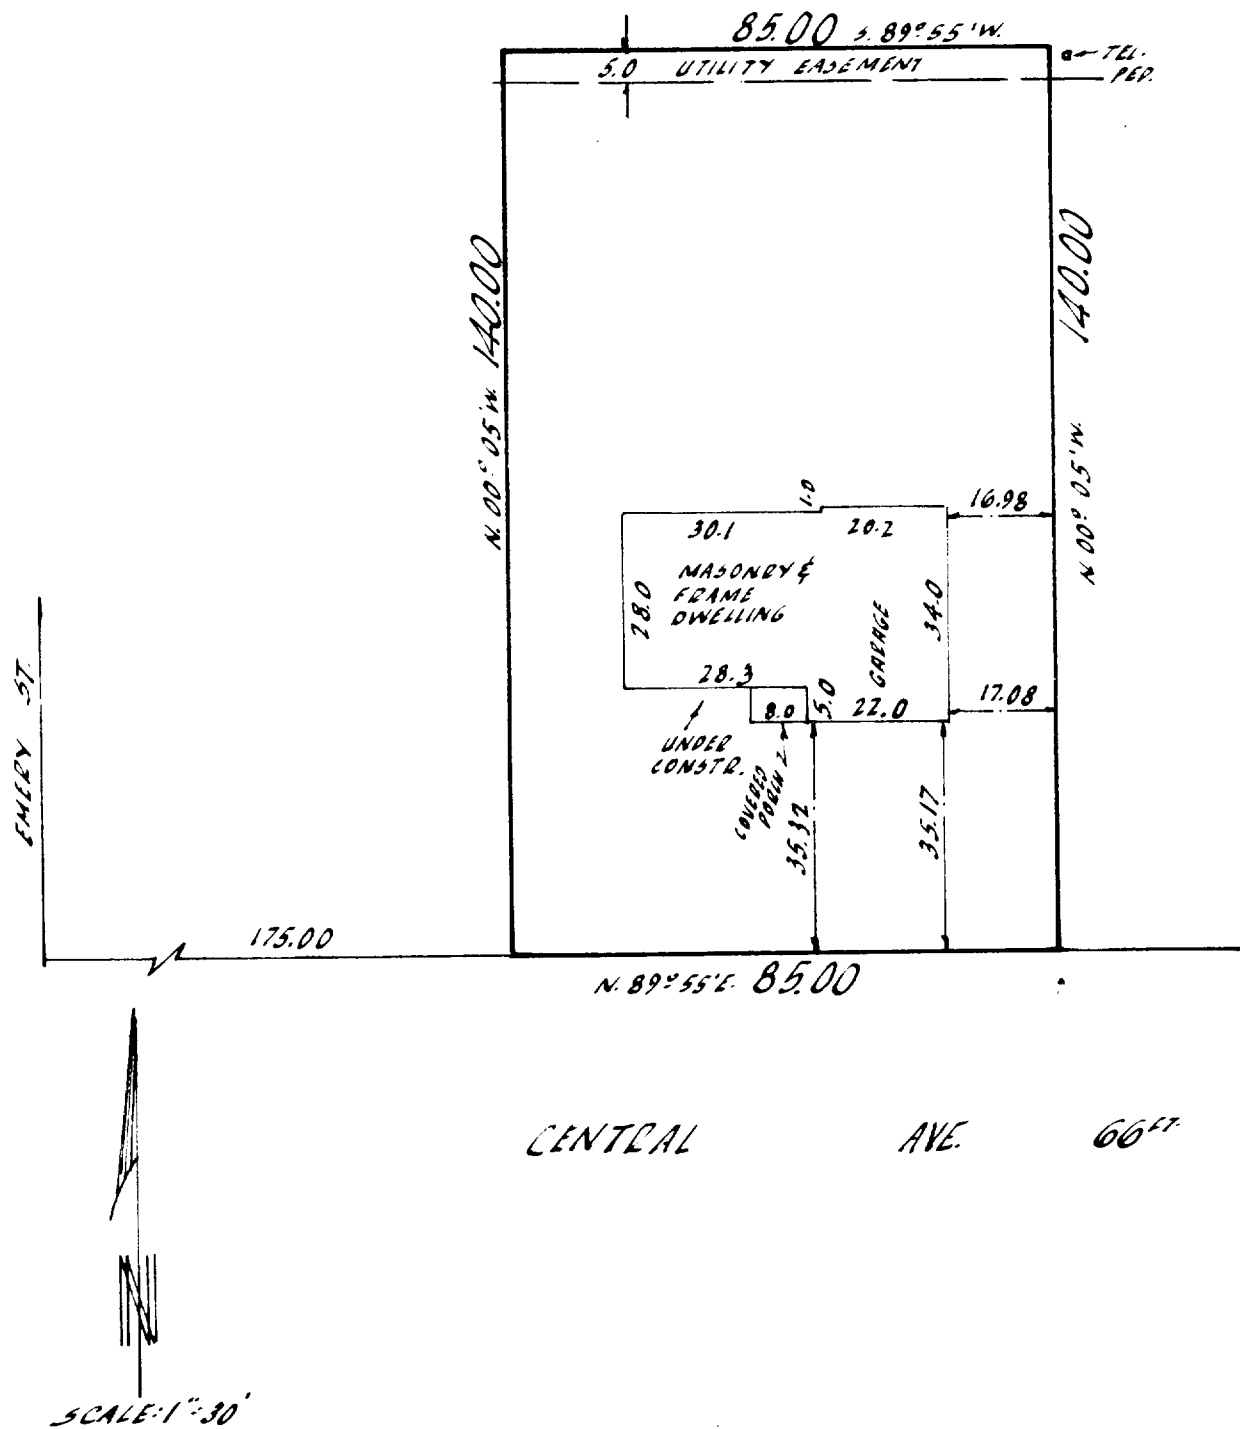 85.00 S. 89° 55' W.
5.0 UTILITY EASEMENT
TEL.
PED.
140.00
N. 00° 05' W.
140.00
N. 00° 05' W.
1.0
30.1
20.2
16.98
MASONRY &
FRAME
DWELLING
28.0
GARAGE
34.0
28.3
8.0
5.0
22.0
17.08
UNDER
CONSTR.
COVERED
PORCH
35.32
35.17
EMERY ST.
175.00
N. 89° 55' E. 85.00
CENTRAL AVE. 66 FT.
N
SCALE: 1" = 30'